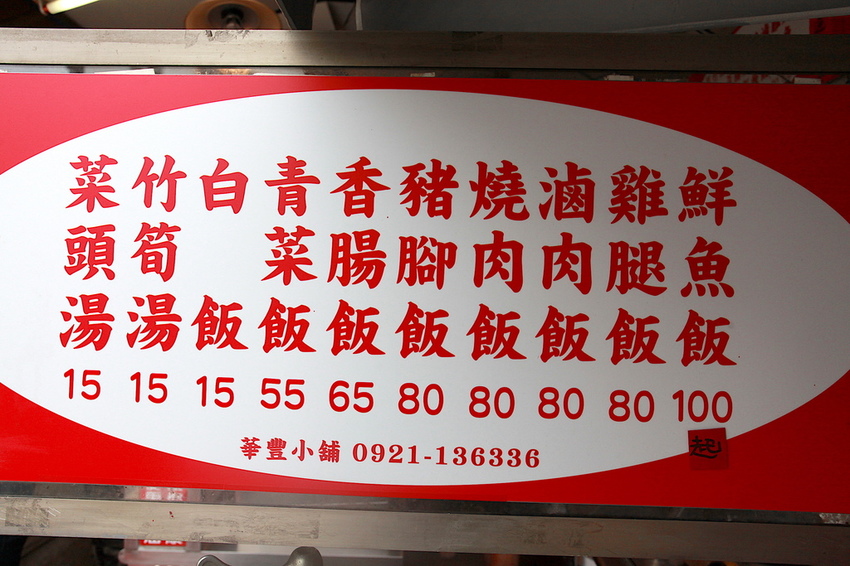 鮮魚飯 100 起
雞腿飯 80
滷肉飯 80
燒肉飯 80
豬腳飯 80
香腸飯 65
青菜飯 55
白飯 15
竹筍湯 15
菜頭湯 15
華豐小舖 0921-136336